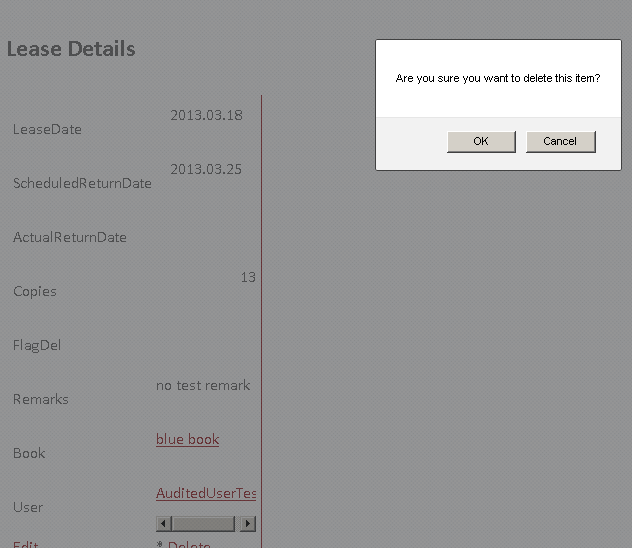 Lease Details
Are you sure you want to delete this item?
OK Cancel
LeaseDate 2013.03.18
ScheduledReturnDate 2013.03.25
ActualReturnDate
Copies 13
FlagDel
Remarks no test remark
Book blue book
User AuditedUserTes
Edit * Delete